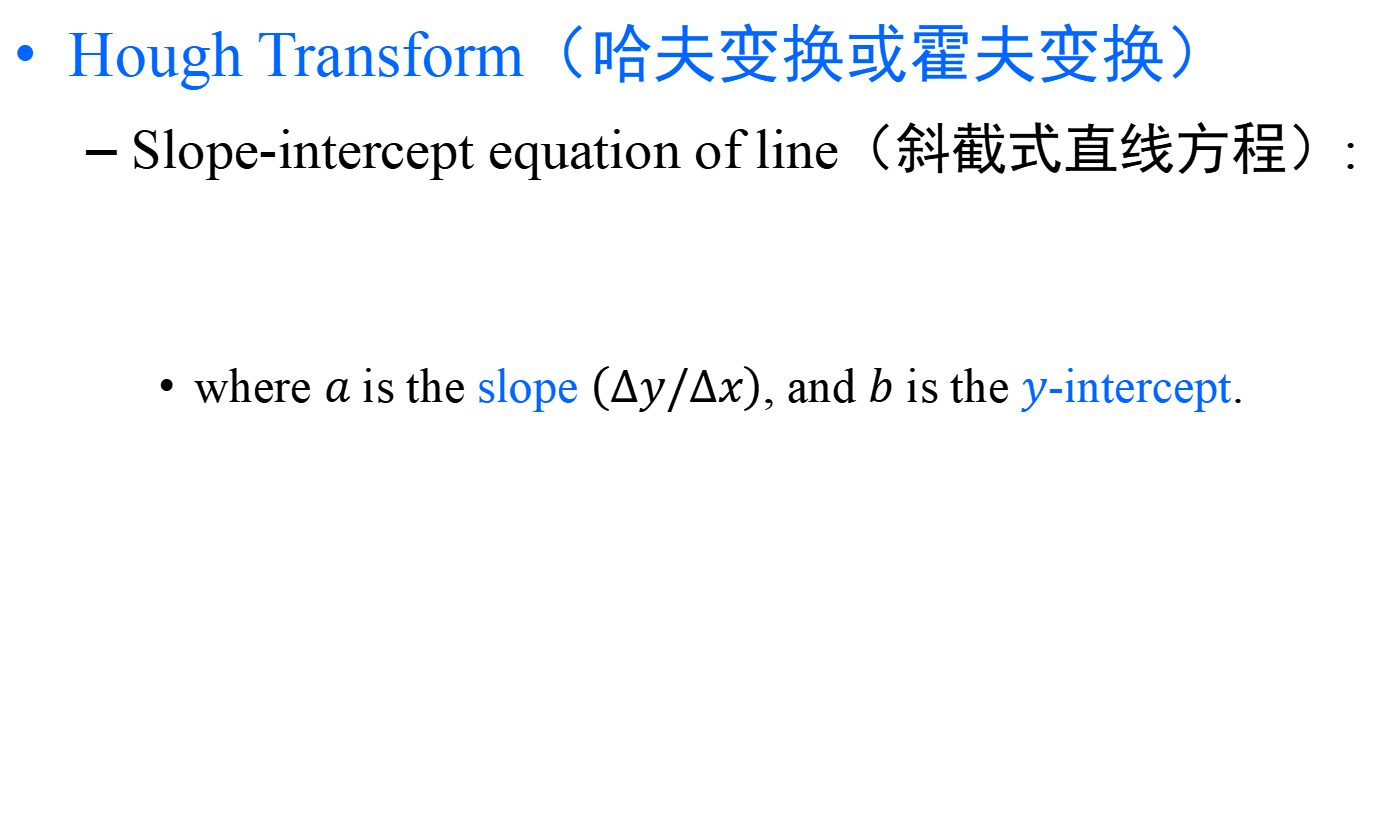 • Hough Transform（哈夫变换或霍夫变换）
– Slope-intercept equation of line（斜截式直线方程）:
• where 𝑎 is the slope (Δ𝑦/Δ𝑥), and 𝑏 is the 𝑦-intercept.